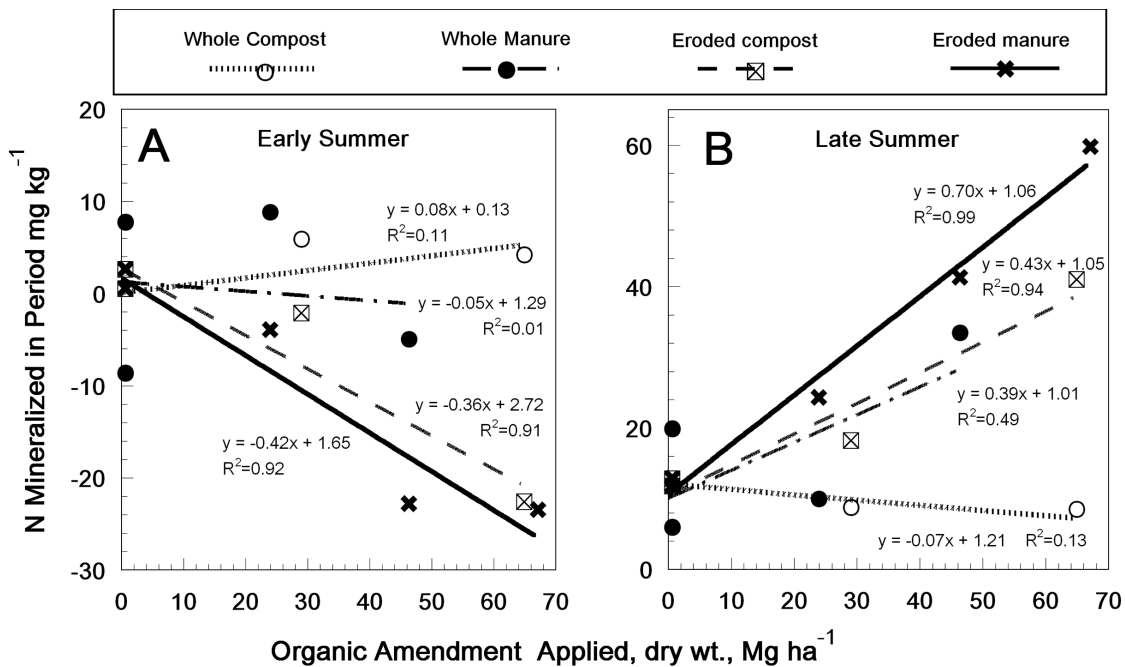 Whole Compost Whole Manure Eroded compost Eroded manure
N Mineralized in Period mg kg-1
20
10
0
-10
-20
-30
A Early Summer
y = 0.08x + 0.13
R2=0.11
y = -0.05x + 1.29
R2=0.01
y = -0.36x + 2.72
R2=0.91
y = -0.42x + 1.65
R2=0.92
0 10 20 30 40 50 60 70
60
40
20
0
B Late Summer
y = 0.70x + 1.06
R2=0.99
y = 0.43x + 1.05
R2=0.94
y = 0.39x + 1.01
R2=0.49
y = -0.07x + 1.21 R2=0.13
0 10 20 30 40 50 60 70
Organic Amendment Applied, dry wt., Mg ha-1